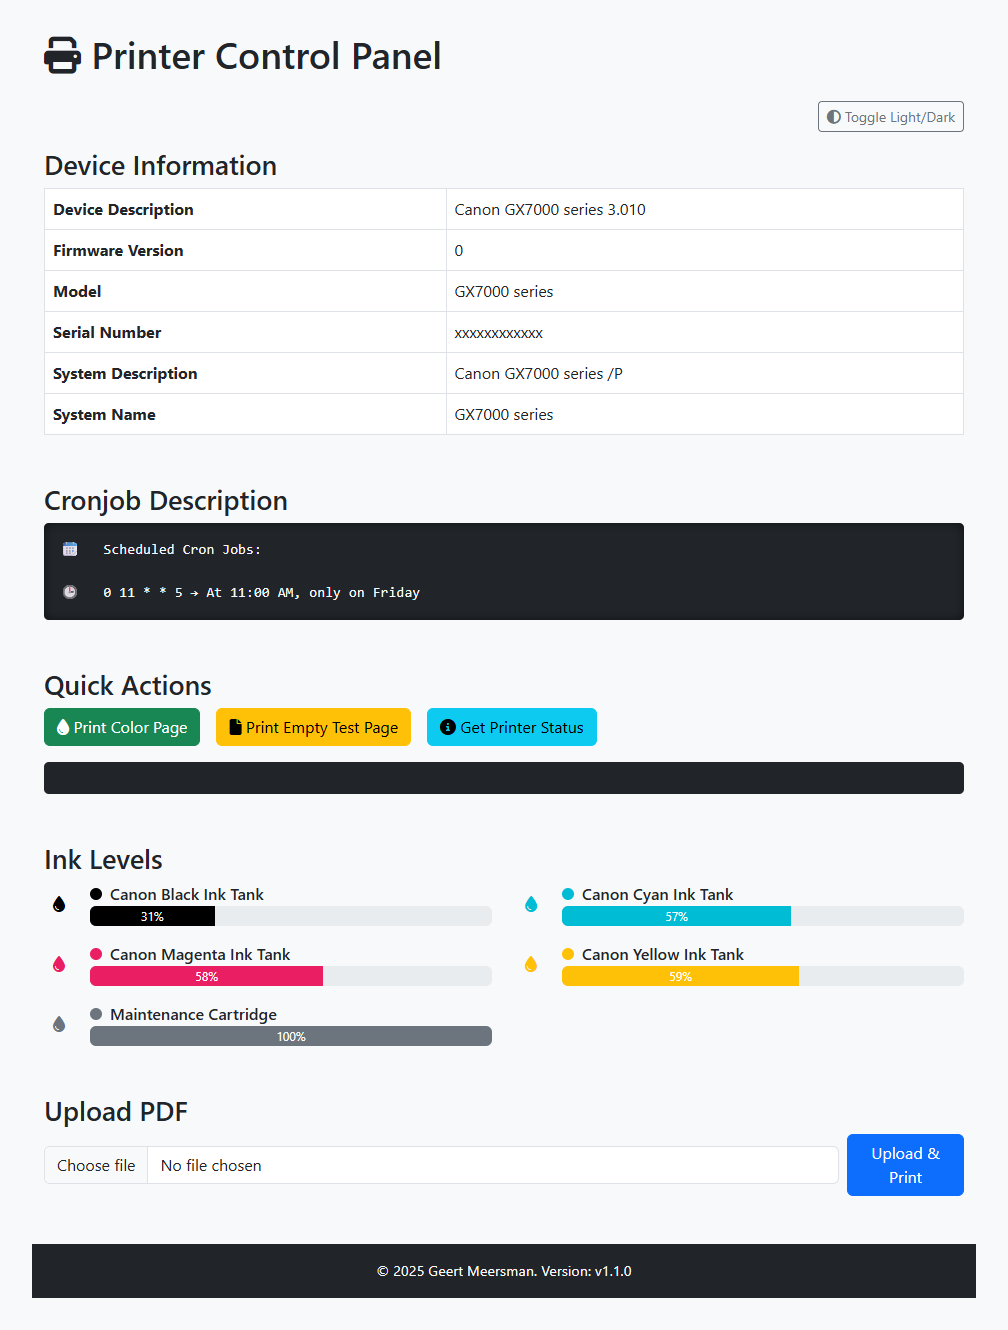 Printer Control Panel
Toggle Light/Dark
Device Information
Device Description Canon GX7000 series 3.010
Firmware Version 0
Model GX7000 series
Serial Number xxxxxxxxxxxx
System Description Canon GX7000 series /P
System Name GX7000 series
Cronjob Description
Scheduled Cron Jobs:
0 11 * * 5 → At 11:00 AM, only on Friday
Quick Actions
Print Color Page Print Empty Test Page Get Printer Status
Ink Levels
Canon Black Ink Tank Canon Cyan Ink Tank
31% 57%
Canon Magenta Ink Tank Canon Yellow Ink Tank
58% 59%
Maintenance Cartridge
100%
Upload PDF
Choose file No file chosen
Upload &
Print
© 2025 Geert Meersman. Version: v1.1.0